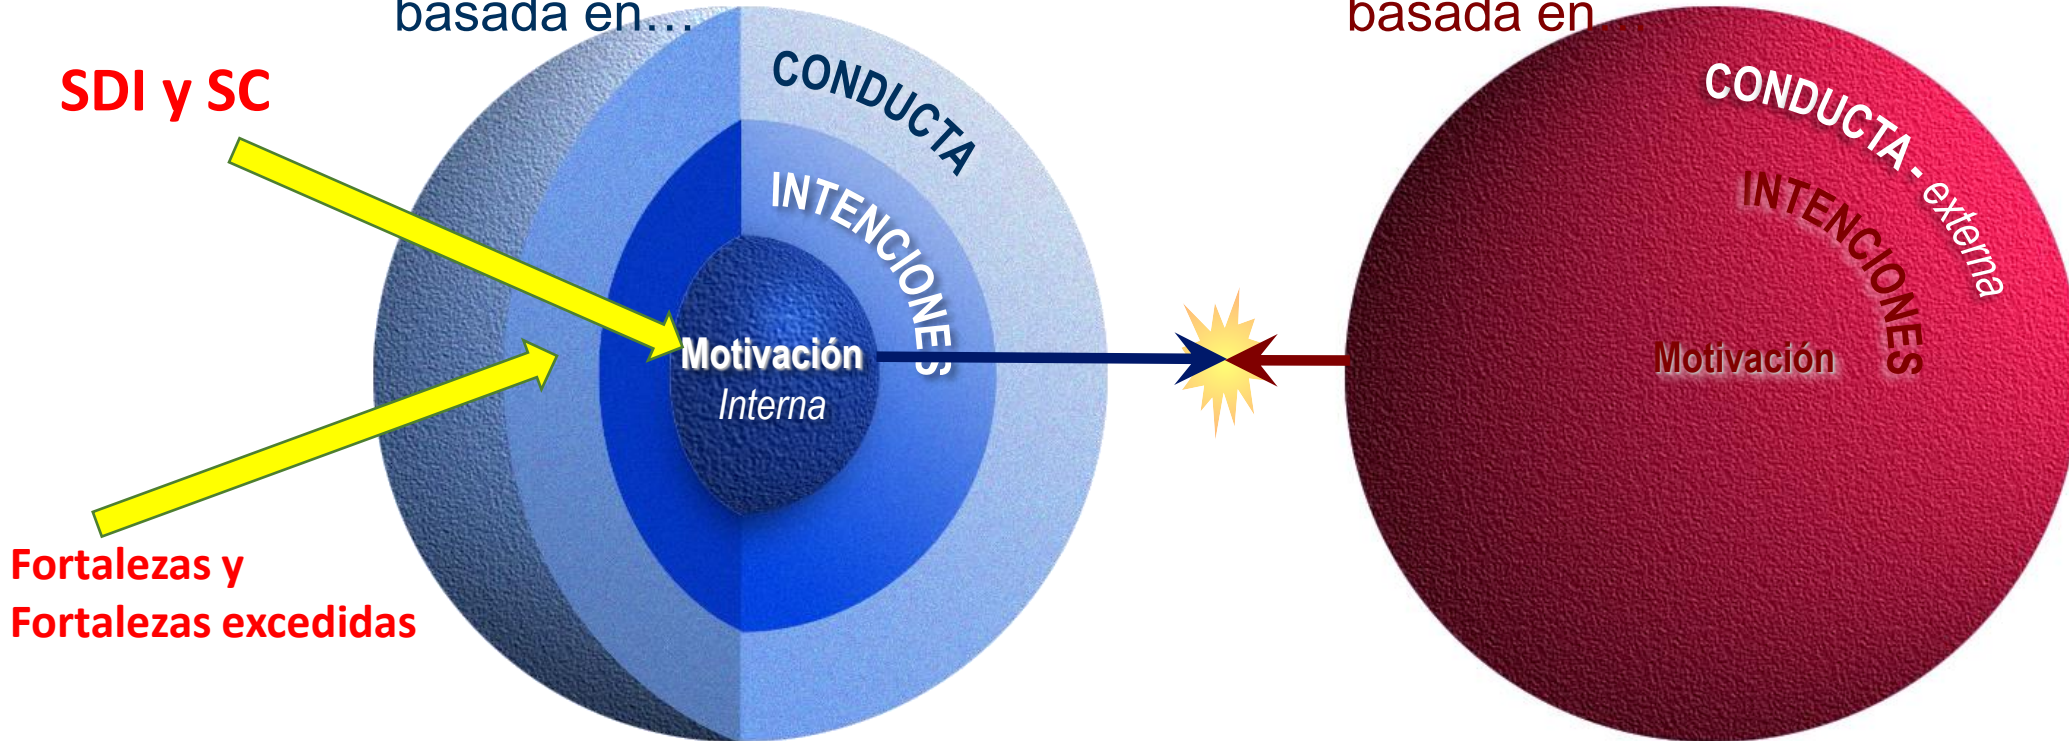 basada en...
basada en...
SDI y SC
CONDUCTA
INTENCIONES
Motivación
Interna
CONDUCTA - externa
INTENCIONES
Motivación
Fortalezas y
Fortalezas excedidas